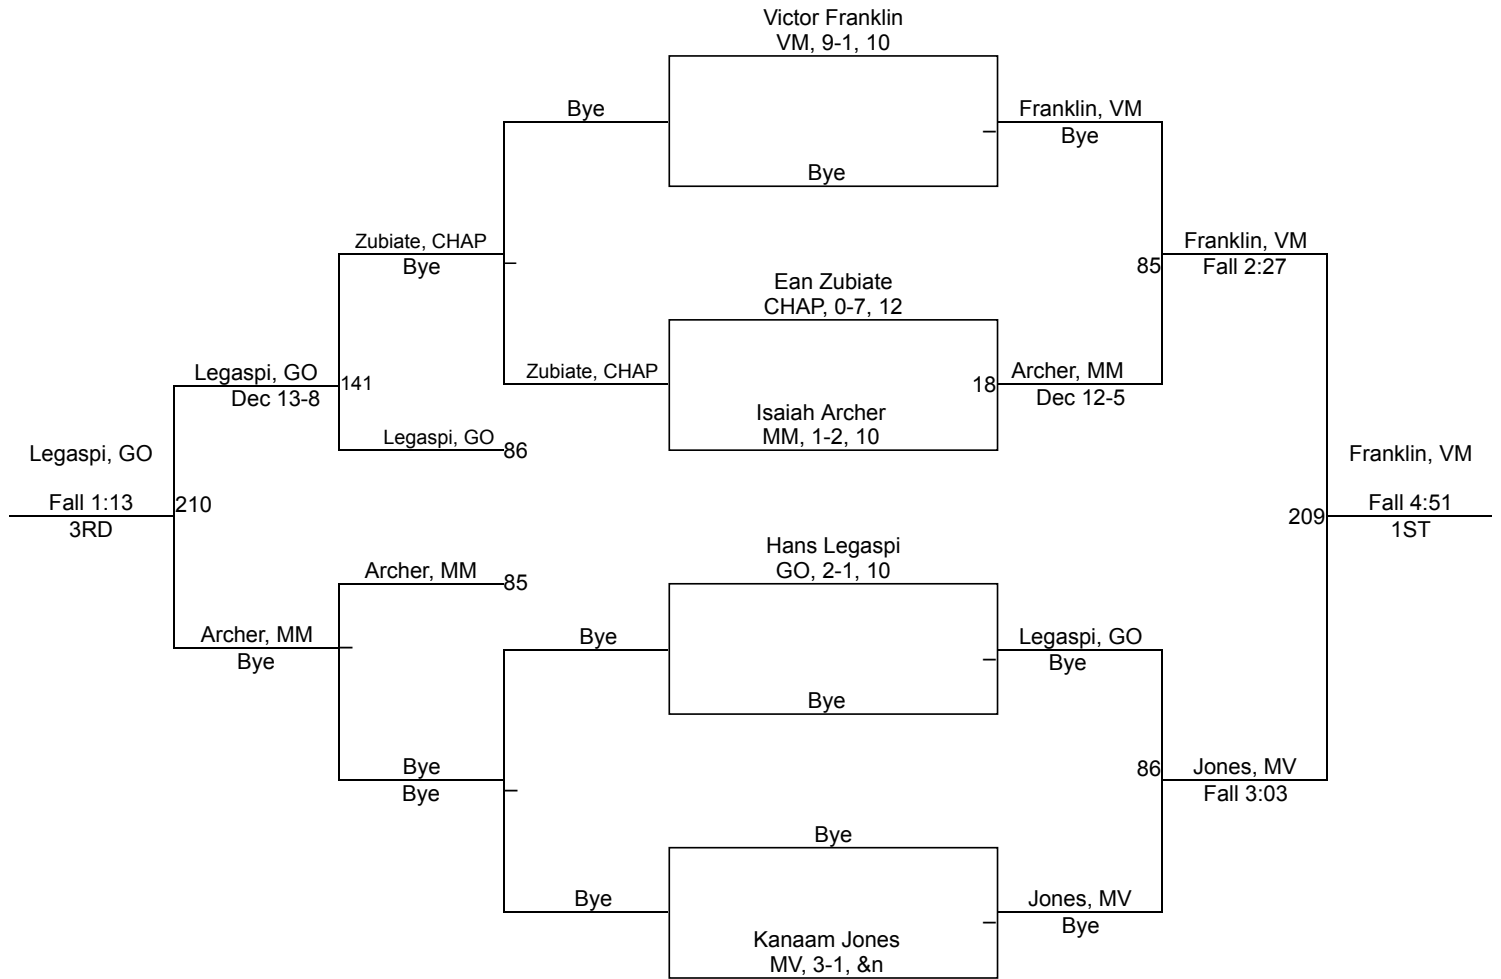 Victor Franklin
VM, 9-1, 10
Bye
Franklin, VM
Bye
Bye
Zubiate, CHAP
Bye
Franklin, VM
Fall 2:27
85
Ean Zubiate
CHAP, 0-7, 12
Legaspi, GO
Dec 13-8
141
Zubiate, CHAP
18
Archer, MM
Dec 12-5
Isaiah Archer
MM, 1-2, 10
Legaspi, GO
86
Legaspi, GO
Fall 1:13
3RD
210
Franklin, VM
Fall 4:51
1ST
209
Hans Legaspi
GO, 2-1, 10
Archer, MM
85
Archer, MM
Bye
Bye
Legaspi, GO
Bye
Bye
Bye
Bye
86
Jones, MV
Fall 3:03
Bye
Bye
Jones, MV
Bye
Kanaam Jones
MV, 3-1, &n